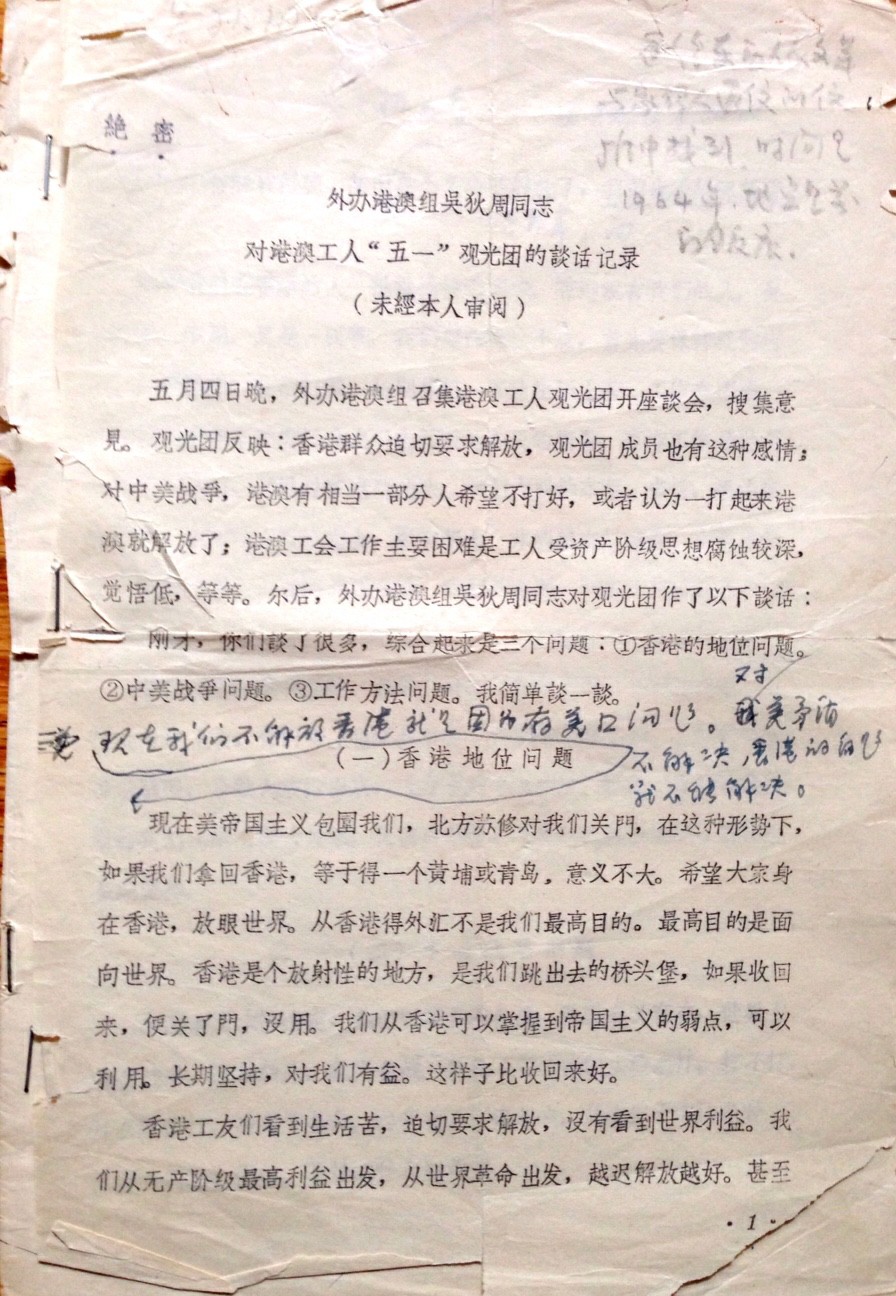 絶密
1964年
外办港澳组吳狄周同志
对港澳工人“五一”观光团的談话记录
（未經本人审阅）
五月四日晚，外办港澳组召集港澳工人观光团开座談会，搜集意
見。观光团反映：香港群众迫切要求解放，观光团成员也有这种感情；
对中美战爭，港澳有相当一部分人希望不打好，或者认为一打起来港
澳就解放了；港澳工会工作主要困难是工人受资产阶级思想腐蚀较深，
觉悟低，等等。尔后，外办港澳组吳狄周同志对观光团作了以下談话：
刚才，你们談了很多，综合起来是三个问题：①香港的地位问题。
②中美战爭问题。③工作方法问题。我简单談一談。
对
现在我们不解放香港就是因为有美国问题。我美矛盾
不解决，香港的问题
就不能解决。
（一）香港地位问题
现在美帝国主义包圍我们，北方苏修对我们关門，在这种形势下，
如果我们拿回香港，等于得一个黄埔或青岛。意义不大。希望大家身
在香港，放眼世界。从香港得外汇不是我们最高目的。最高目的是面
向世界。香港是个放射性的地方，是我们跳出去的桥头堡，如果收回
来，便关了門，沒用。我们从香港可以掌握到帝国主义的弱点，可以
利用。长期坚持，对我们有益。这样子比收回来好。
香港工友们看到生活苦，迫切要求解放，沒有看到世界利益。我
们从无产阶级最高利益出发，从世界革命出发，越迟解放越好。甚至
·1·